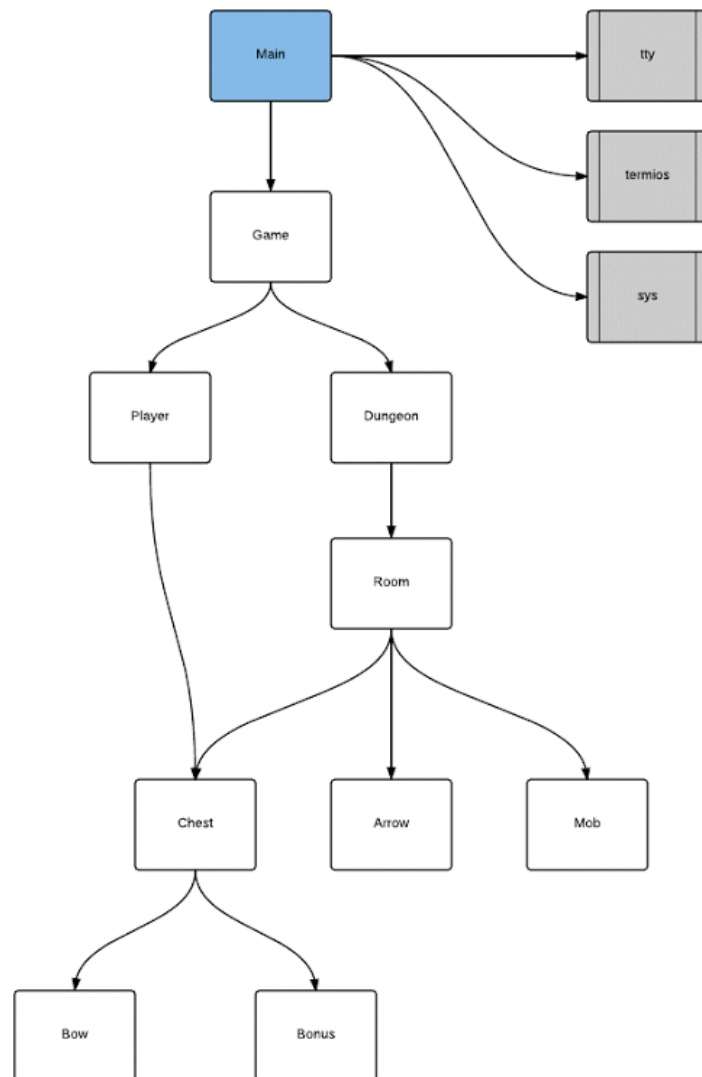 Main
tty
termios
Game
sys
Player
Dungeon
Room
Chest
Arrow
Mob
Bow
Bonus